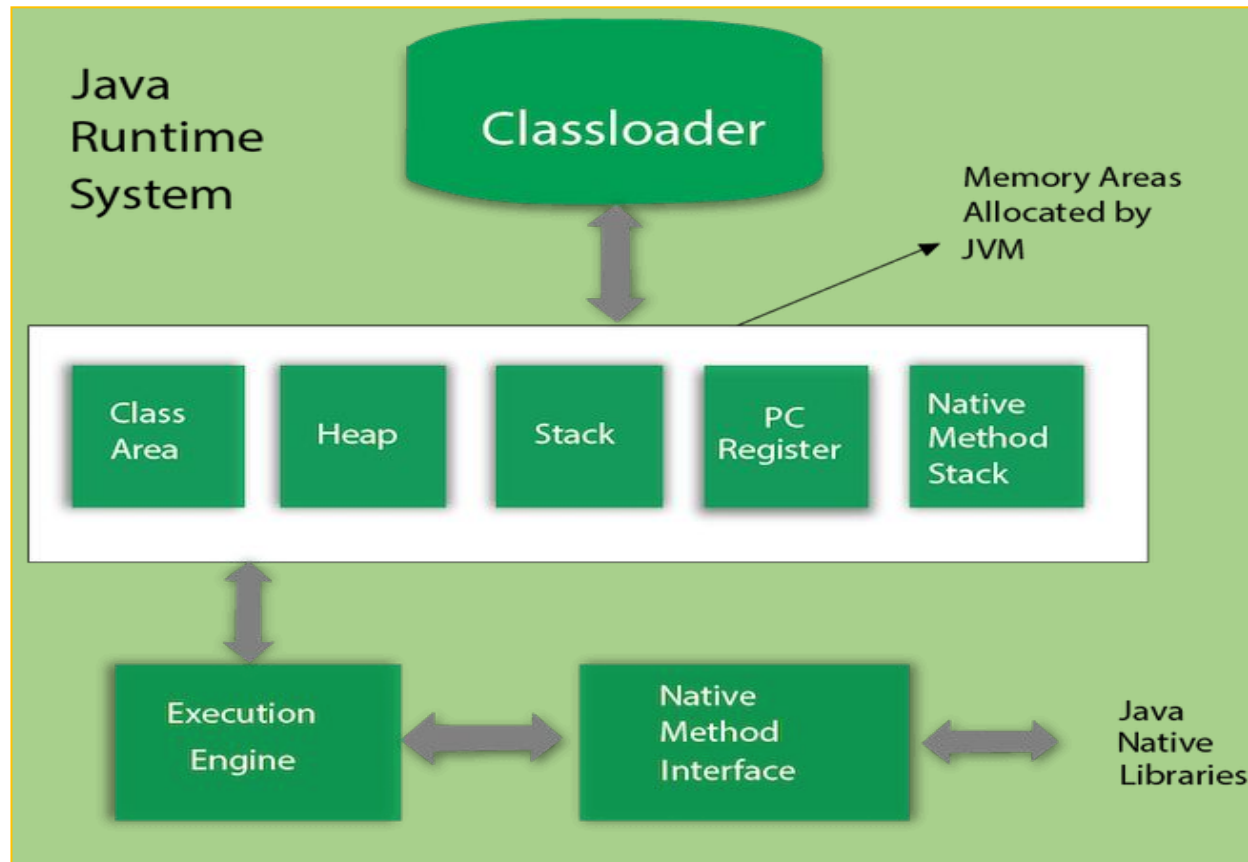 Java
Runtime
System
Classloader
Memory Areas
Allocated by
JVM
Class
Area
Heap
Stack
PC
Register
Native
Method
Stack
Execution
Engine
Native
Method
Interface
Java
Native
Libraries